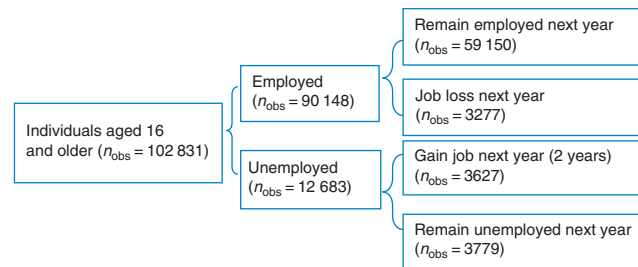 Individuals aged 16
and older (nobs = 102 831)
Employed
(nobs = 90 148)
Unemployed
(nobs = 12 683)
Remain employed next year
(nobs = 59 150)
Job loss next year
(nobs = 3277)
Gain job next year (2 years)
(nobs = 3627)
Remain unemployed next year
(nobs = 3779)